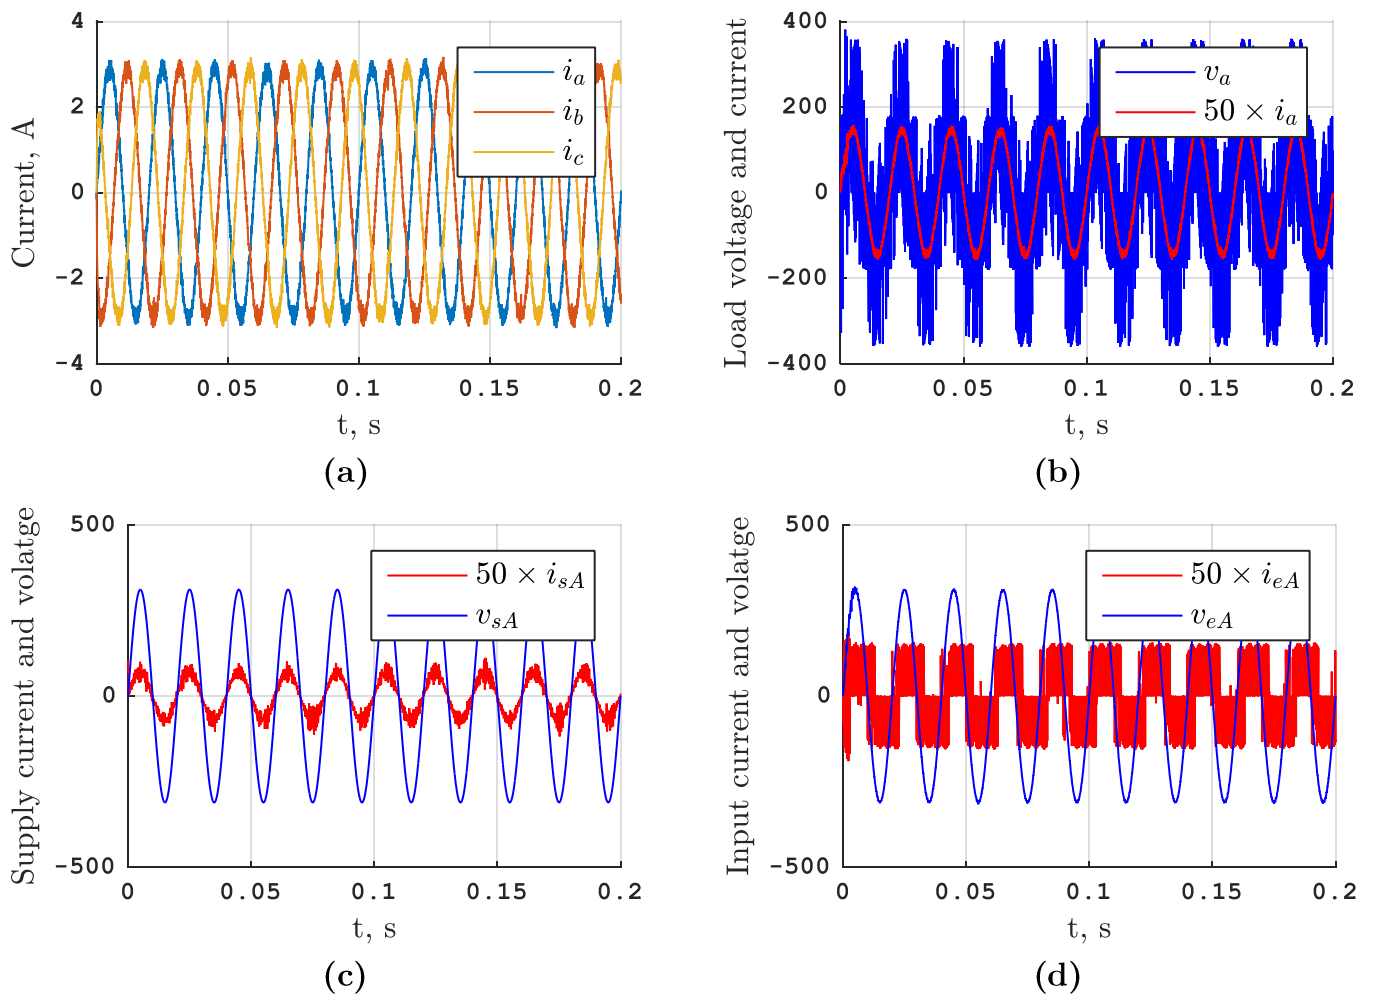 Current, A
4
2
0
−2
−4
i_a
i_b
i_c
0 0.05 0.1 0.15 0.2
t, s
(a)
Load voltage and current
400
200
0
-200
-400
v_a
50 × i_a
0 0.05 0.1 0.15 0.2
t, s
(b)
Supply current and volatge
500
0
-500
50 × i_sA
v_sA
0 0.05 0.1 0.15 0.2
t, s
(c)
Input current and volatge
500
0
-500
50 × i_eA
v_eA
0 0.05 0.1 0.15 0.2
t, s
(d)